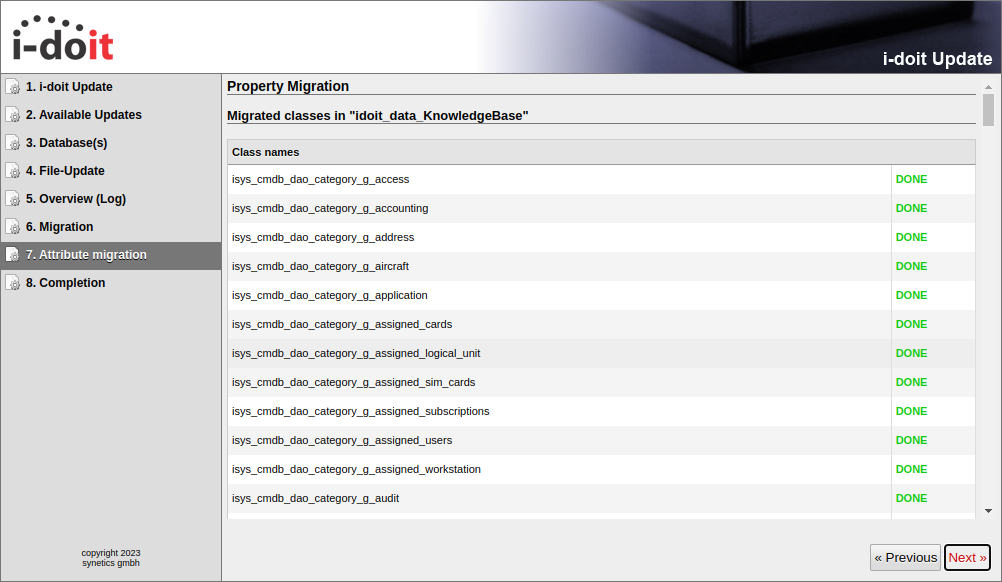 i-doit
i-doit Update
1. i-doit Update
2. Available Updates
3. Database(s)
4. File-Update
5. Overview (Log)
6. Migration
7. Attribute migration
8. Completion
copyright 2023
synetics gmbh
Property Migration
Migrated classes in "idoit_data_KnowledgeBase"
Class names
isys_cmdb_dao_category_g_access DONE
isys_cmdb_dao_category_g_accounting DONE
isys_cmdb_dao_category_g_address DONE
isys_cmdb_dao_category_g_aircraft DONE
isys_cmdb_dao_category_g_application DONE
isys_cmdb_dao_category_g_assigned_cards DONE
isys_cmdb_dao_category_g_assigned_logical_unit DONE
isys_cmdb_dao_category_g_assigned_sim_cards DONE
isys_cmdb_dao_category_g_assigned_subscriptions DONE
isys_cmdb_dao_category_g_assigned_users DONE
isys_cmdb_dao_category_g_assigned_workstation DONE
isys_cmdb_dao_category_g_audit DONE
« Previous Next »